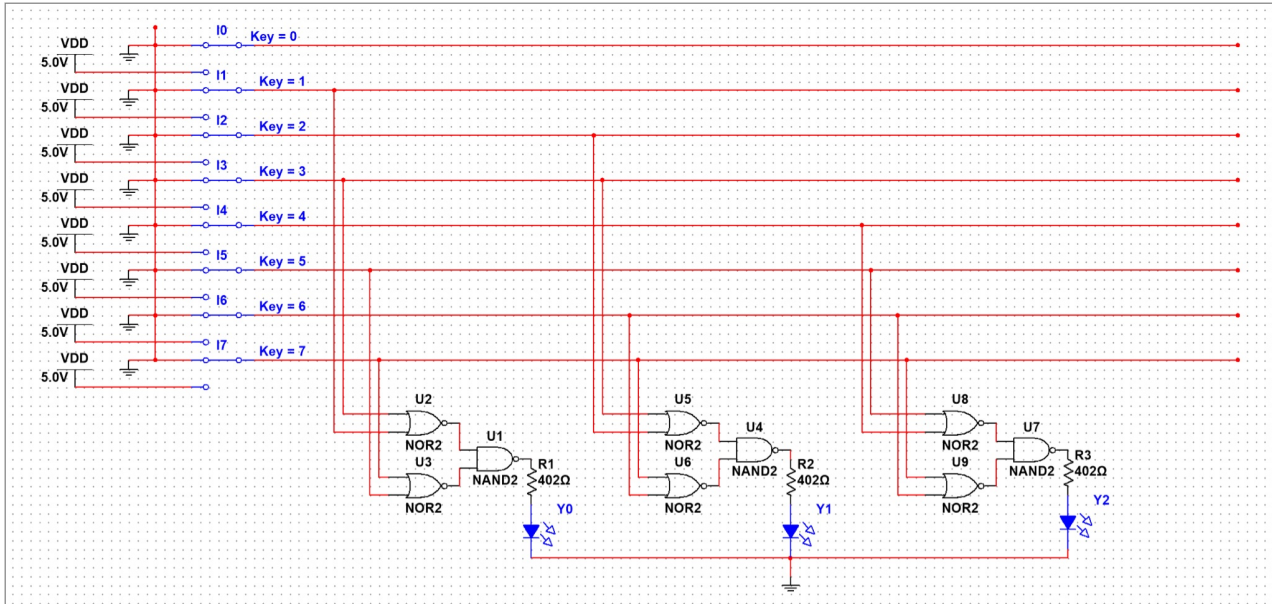 I0
Key = 0
VDD
5.0V
I1
Key = 1
VDD
5.0V
I2
Key = 2
VDD
5.0V
I3
Key = 3
VDD
5.0V
I4
Key = 4
VDD
5.0V
I5
Key = 5
VDD
5.0V
I6
Key = 6
VDD
5.0V
I7
Key = 7
VDD
5.0V
U2
NOR2
U3
NOR2
U1
NAND2
R1
402Ω
Y0
U5
NOR2
U6
NOR2
U4
NAND2
R2
402Ω
Y1
U8
NOR2
U9
NOR2
U7
NAND2
R3
402Ω
Y2